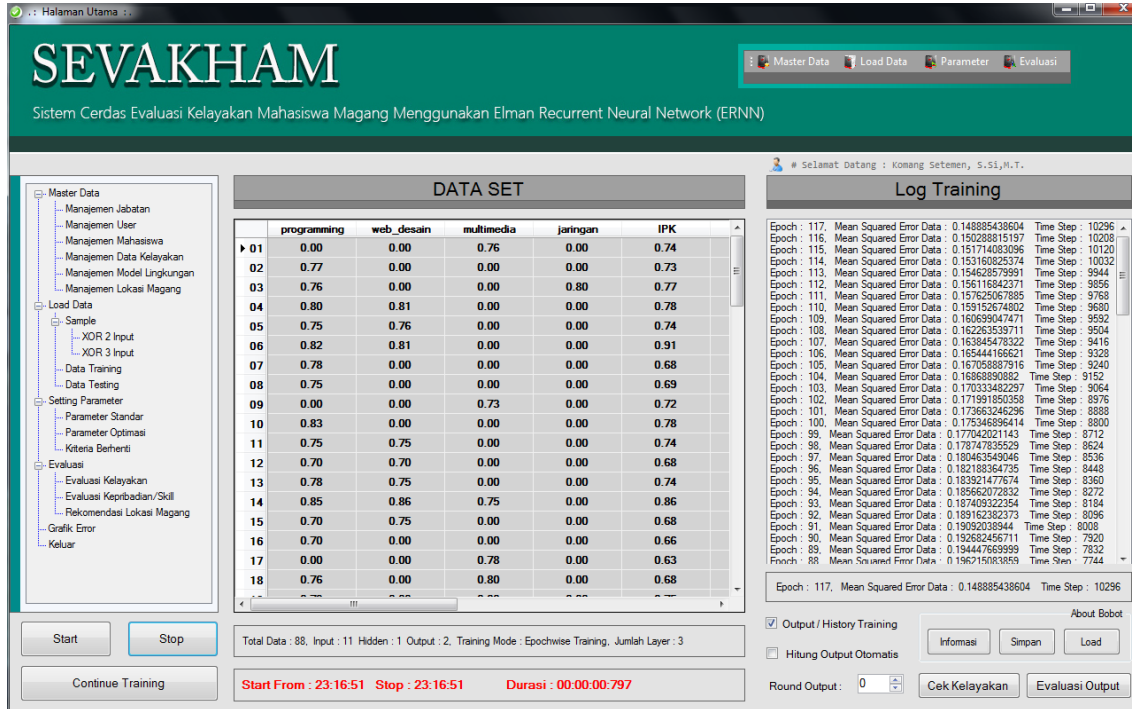 .: Halaman Utama :.
SEVAKHAM
Master Data Load Data Parameter Evaluasi
Sistem Cerdas Evaluasi Kelayakan Mahasiswa Magang Menggunakan Elman Recurrent Neural Network (ERNN)
# Selamat Datang : Komang Setemen, S.Si,M.T.
Master Data
Manajemen Jabatan
Manajemen User
Manajemen Mahasiswa
Manajemen Data Kelayakan
Manajemen Model Lingkungan
Manajemen Lokasi Magang
Load Data
Sample
XOR 2 Input
XOR 3 Input
Data Training
Data Testing
Setting Parameter
Parameter Standar
Parameter Optimasi
Kriteria Berhenti
Evaluasi
Evaluasi Kelayakan
Evaluasi Kepribadian/Skill
Rekomendasi Lokasi Magang
Grafik Error
Keluar
Start Stop
Continue Training
DATA SET
programming web_desain multimedia jaringan IPK
01 0.00 0.00 0.76 0.00 0.74
02 0.77 0.00 0.00 0.00 0.73
03 0.76 0.00 0.00 0.80 0.77
04 0.80 0.81 0.00 0.00 0.78
05 0.75 0.76 0.00 0.00 0.74
06 0.82 0.81 0.00 0.00 0.91
07 0.78 0.00 0.00 0.00 0.68
08 0.75 0.00 0.00 0.00 0.69
09 0.00 0.00 0.73 0.00 0.72
10 0.83 0.00 0.00 0.00 0.78
11 0.75 0.75 0.00 0.00 0.74
12 0.70 0.70 0.00 0.00 0.68
13 0.78 0.75 0.00 0.00 0.74
14 0.85 0.86 0.75 0.00 0.86
15 0.70 0.75 0.00 0.00 0.68
16 0.70 0.00 0.00 0.00 0.66
17 0.00 0.00 0.78 0.00 0.63
18 0.76 0.00 0.80 0.00 0.68
Total Data : 88, Input : 11 Hidden : 1 Output : 2, Training Mode : Epochwise Training, Jumlah Layer : 3
Start From : 23:16:51 Stop : 23:16:51 Durasi : 00:00:00:797
Log Training
Epoch : 117, Mean Squared Error Data : 0.148885438604 Time Step : 10296
Epoch : 116, Mean Squared Error Data : 0.150288815197 Time Step : 10208
Epoch : 115, Mean Squared Error Data : 0.151714083096 Time Step : 10120
Epoch : 114, Mean Squared Error Data : 0.153160825374 Time Step : 10032
Epoch : 113, Mean Squared Error Data : 0.154628579991 Time Step : 9944
Epoch : 112, Mean Squared Error Data : 0.156116842371 Time Step : 9856
Epoch : 111, Mean Squared Error Data : 0.157625067885 Time Step : 9768
Epoch : 110, Mean Squared Error Data : 0.159152674802 Time Step : 9680
Epoch : 109, Mean Squared Error Data : 0.160699047471 Time Step : 9592
Epoch : 108, Mean Squared Error Data : 0.162263539711 Time Step : 9504
Epoch : 107, Mean Squared Error Data : 0.163845478322 Time Step : 9416
Epoch : 106, Mean Squared Error Data : 0.165444166621 Time Step : 9328
Epoch : 105, Mean Squared Error Data : 0.167058887916 Time Step : 9240
Epoch : 104, Mean Squared Error Data : 0.16868890882 Time Step : 9152
Epoch : 103, Mean Squared Error Data : 0.170333482297 Time Step : 9064
Epoch : 102, Mean Squared Error Data : 0.171991850358 Time Step : 8976
Epoch : 101, Mean Squared Error Data : 0.173663246296 Time Step : 8888
Epoch : 100, Mean Squared Error Data : 0.175346896414 Time Step : 8800
Epoch : 99, Mean Squared Error Data : 0.177042021143 Time Step : 8712
Epoch : 98, Mean Squared Error Data : 0.178747835529 Time Step : 8624
Epoch : 97, Mean Squared Error Data : 0.180463549046 Time Step : 8536
Epoch : 96, Mean Squared Error Data : 0.182188364735 Time Step : 8448
Epoch : 95, Mean Squared Error Data : 0.183921477674 Time Step : 8360
Epoch : 94, Mean Squared Error Data : 0.185662072832 Time Step : 8272
Epoch : 93, Mean Squared Error Data : 0.187409322354 Time Step : 8184
Epoch : 92, Mean Squared Error Data : 0.189162382373 Time Step : 8096
Epoch : 91, Mean Squared Error Data : 0.19092038944 Time Step : 8008
Epoch : 90, Mean Squared Error Data : 0.192682456711 Time Step : 7920
Epoch : 89, Mean Squared Error Data : 0.194447669999 Time Step : 7832
Epoch : 88, Mean Squared Error Data : 0.196215083859 Time Step : 7744
Epoch : 117, Mean Squared Error Data : 0.148885438604 Time Step : 10296
Output / History Training
Hitung Output Otomatis
About Bobot
Informasi Simpan Load
Round Output : 0 Cek Kelayakan Evaluasi Output